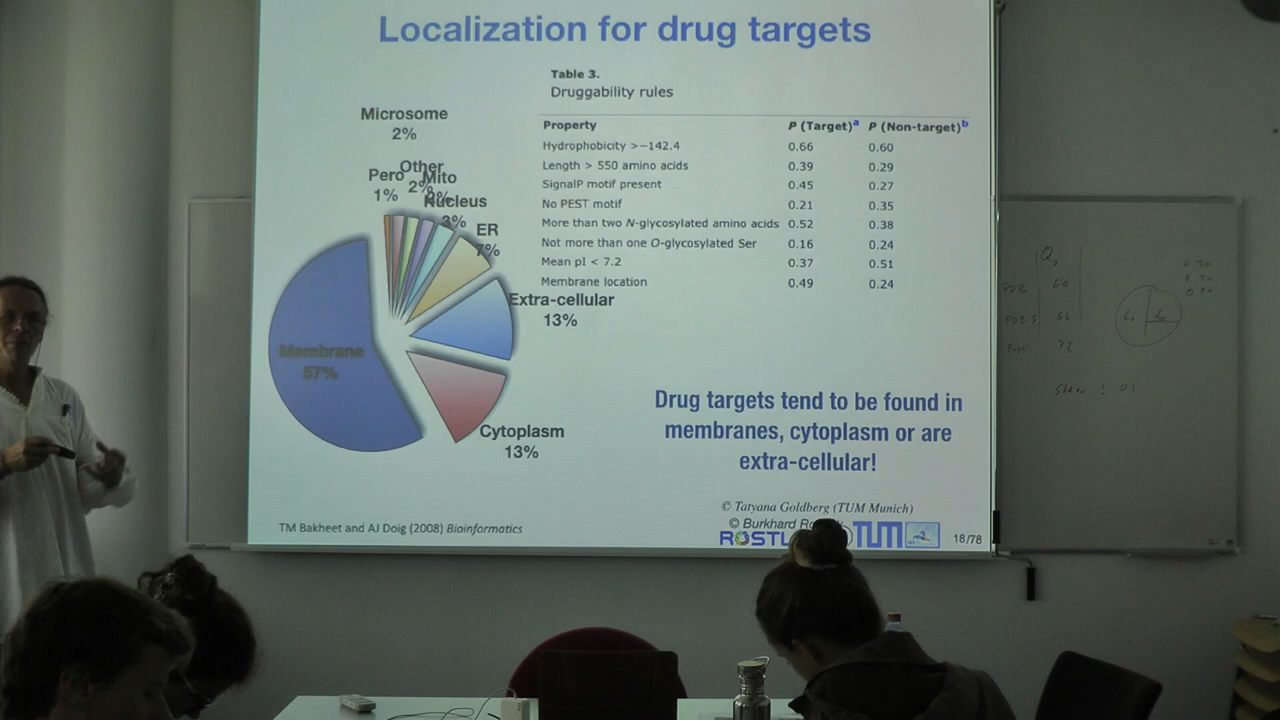 Localization for drug targets
Table 3.
Druggability rules
Property P (Target)a P (Non-target)b
Hydrophobicity >−142.4 0.66 0.60
Length > 550 amino acids 0.39 0.29
SignalP motif present 0.45 0.27
No PEST motif 0.21 0.35
More than two N-glycosylated amino acids 0.52 0.38
Not more than one O-glycosylated Ser 0.16 0.24
Mean pI < 7.2 0.37 0.51
Membrane location 0.49 0.24
Microsome
2%
Other
2%
Pero
1%
Mito
Nucleus
3%
ER
7%
Extra-cellular
13%
Membrane
57%
Cytoplasm
13%
Drug targets tend to be found in
membranes, cytoplasm or are
extra-cellular!
© Tatyana Goldberg (TUM Munich)
© Burkhard
TUM
TM Bakheet and AJ Doig (2008) Bioinformatics
18/78
60
66
72